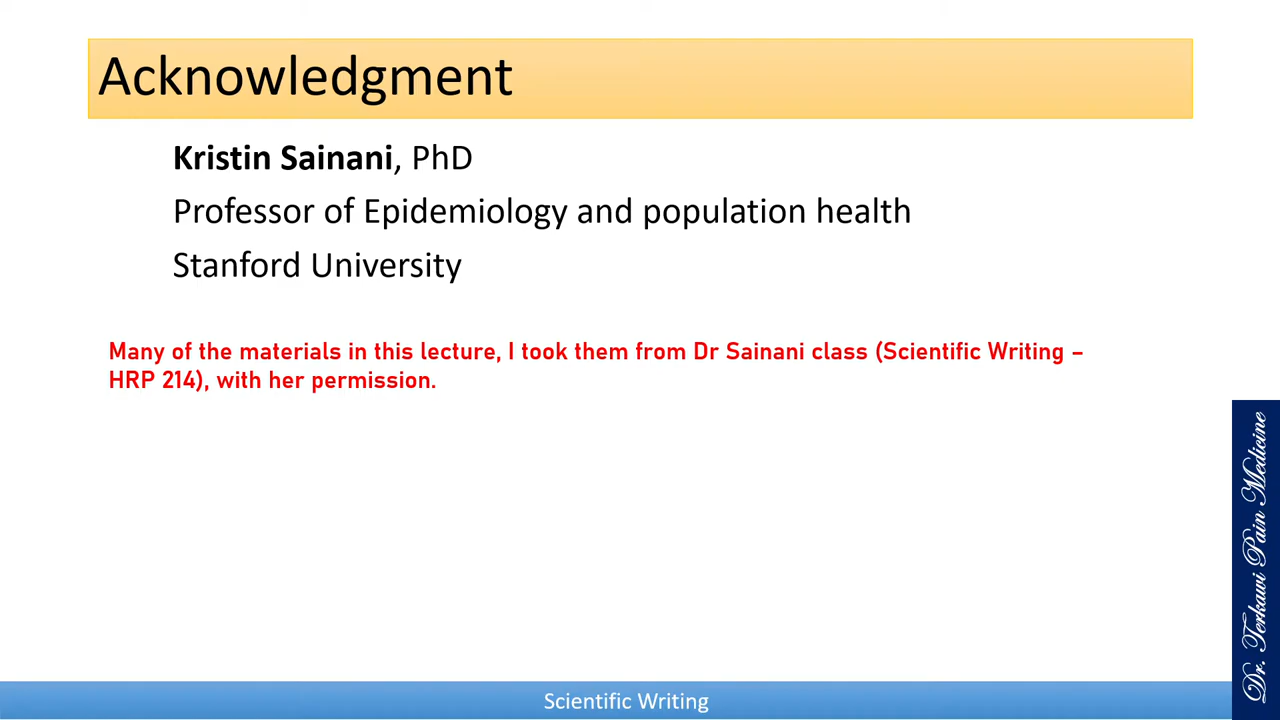 Acknowledgment
Kristin Sainani, PhD
Professor of Epidemiology and population health
Stanford University
Many of the materials in this lecture, I took them from Dr Sainani class (Scientific Writing –
HRP 214), with her permission.
Dr. Terkawi Pain Medicine
Scientific Writing